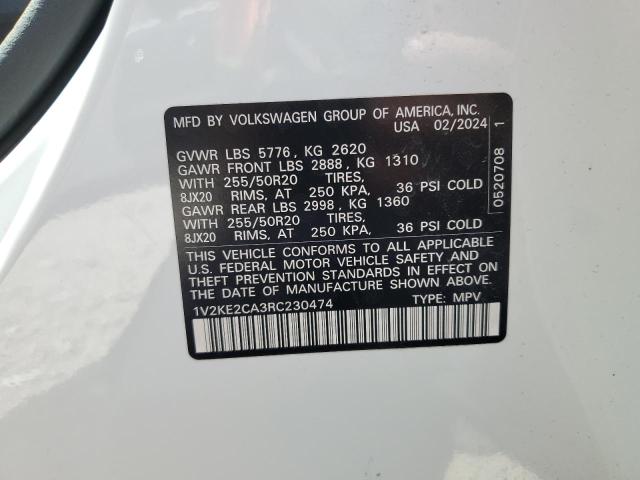 MFD BY VOLKSWAGEN GROUP OF AMERICA, INC.
USA 02/2024 1
GVWR LBS 5776, KG 2620
GAWR FRONT LBS 2888, KG 1310
WITH 255/50R20 TIRES,
8JX20 RIMS, AT 250 KPA, 36 PSI COLD
GAWR REAR LBS 2998, KG 1360
WITH 255/50R20 TIRES,
8JX20 RIMS, AT 250 KPA, 36 PSI COLD
THIS VEHICLE CONFORMS TO ALL APPLICABLE
U.S. FEDERAL MOTOR VEHICLE SAFETY AND
THEFT PREVENTION STANDARDS IN EFFECT ON
THE DATE OF MANUFACTURE SHOWN ABOVE.
1V2KE2CA3RC230474 TYPE: MPV
0520708